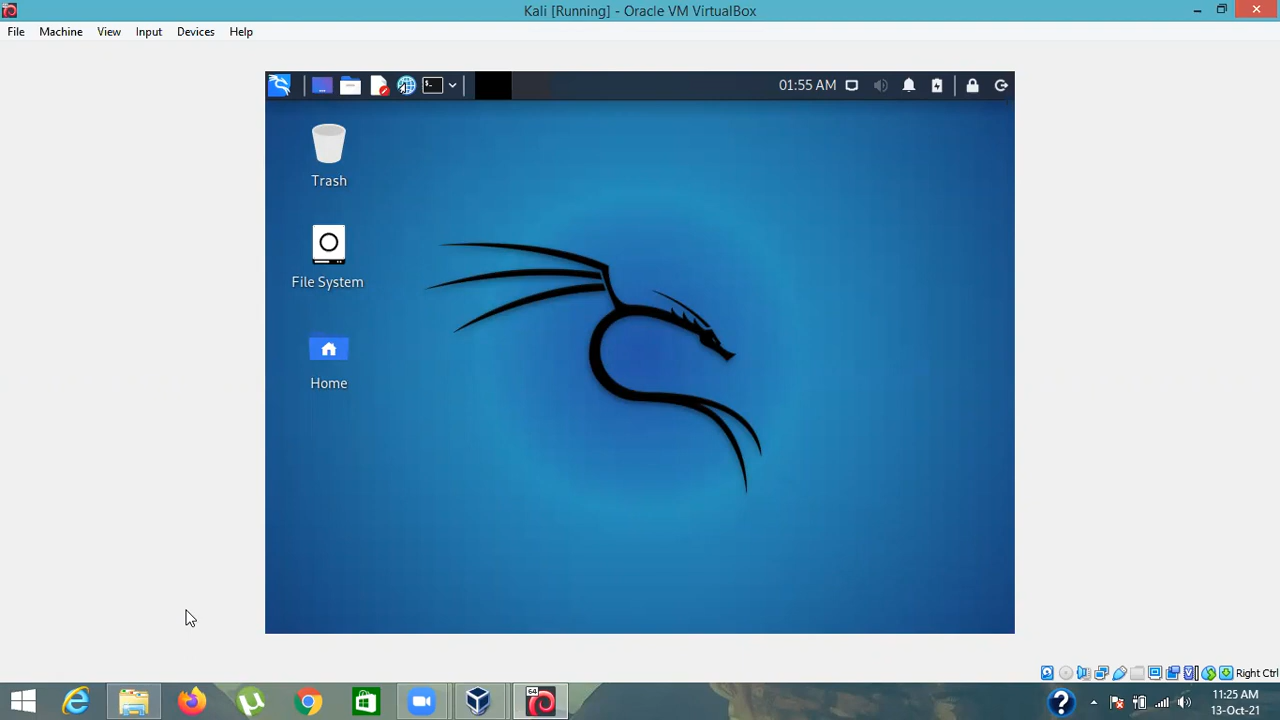 Kali [Running] - Oracle VM VirtualBox
File Machine View Input Devices Help
$_ 01:55 AM
Trash
File System
Home
Right Ctrl
64
11:25 AM
13-Oct-21